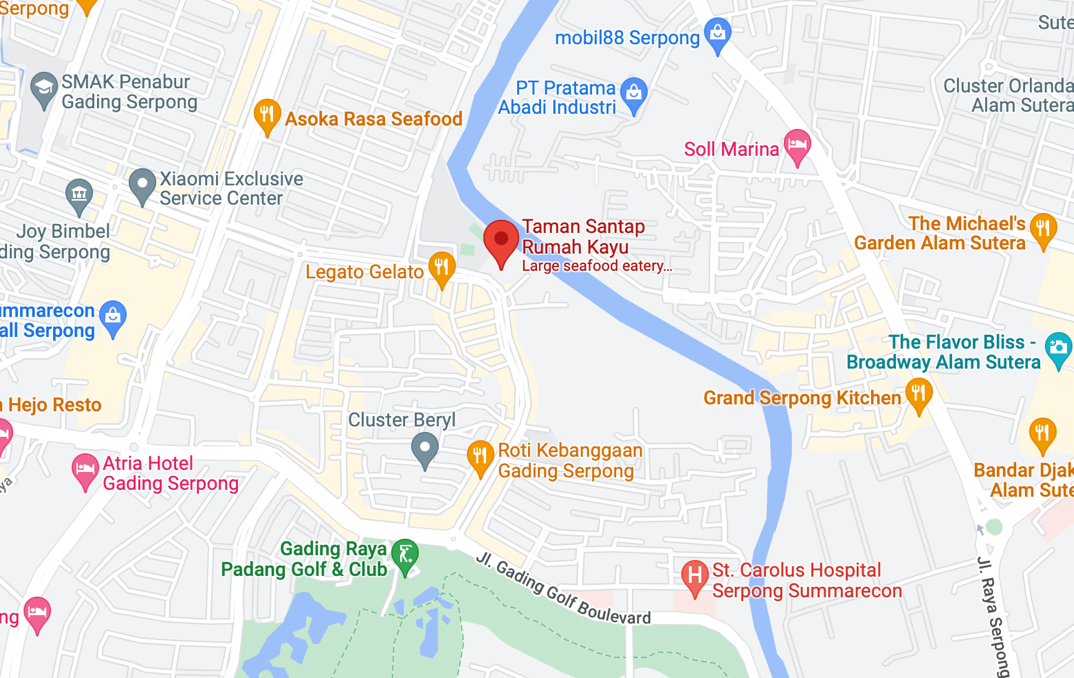 Serpong
SMAK Penabur
Gading Serpong
Asoka Rasa Seafood
mobil88 Serpong
PT Pratama
Abadi Industri
Sute
Cluster Orlanda
Alam Sutera
Soll Marina
Xiaomi Exclusive
Service Center
Joy Bimbel
ding Serpong
Taman Santap
Rumah Kayu
Large seafood eatery...
Legato Gelato
The Michael's
Garden Alam Sutera
ummarecon
all Serpong
The Flavor Bliss -
Broadway Alam Sutera
Grand Serpong Kitchen
n Hejo Resto
Cluster Beryl
Roti Kebanggaan
Gading Serpong
Atria Hotel
Gading Serpong
aya
Bandar Djak
Alam Sute
Gading Raya
Padang Golf & Club
Jl. Gading Golf Boulevard
H
St. Carolus Hospital
Serpong Summarecon
Jl. Raya Serpong
ng